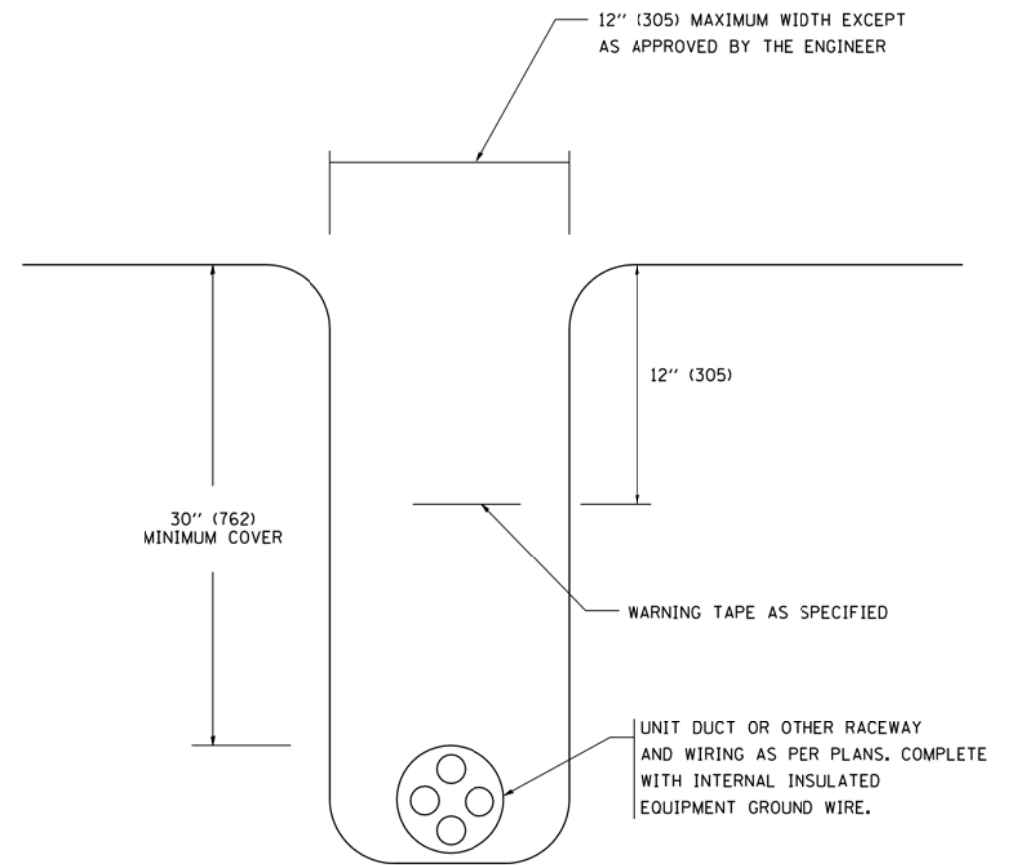 12'' (305) MAXIMUM WIDTH EXCEPT
AS APPROVED BY THE ENGINEER
12'' (305)
30'' (762)
MINIMUM COVER
WARNING TAPE AS SPECIFIED
UNIT DUCT OR OTHER RACEWAY
AND WIRING AS PER PLANS. COMPLETE
WITH INTERNAL INSULATED
EQUIPMENT GROUND WIRE.